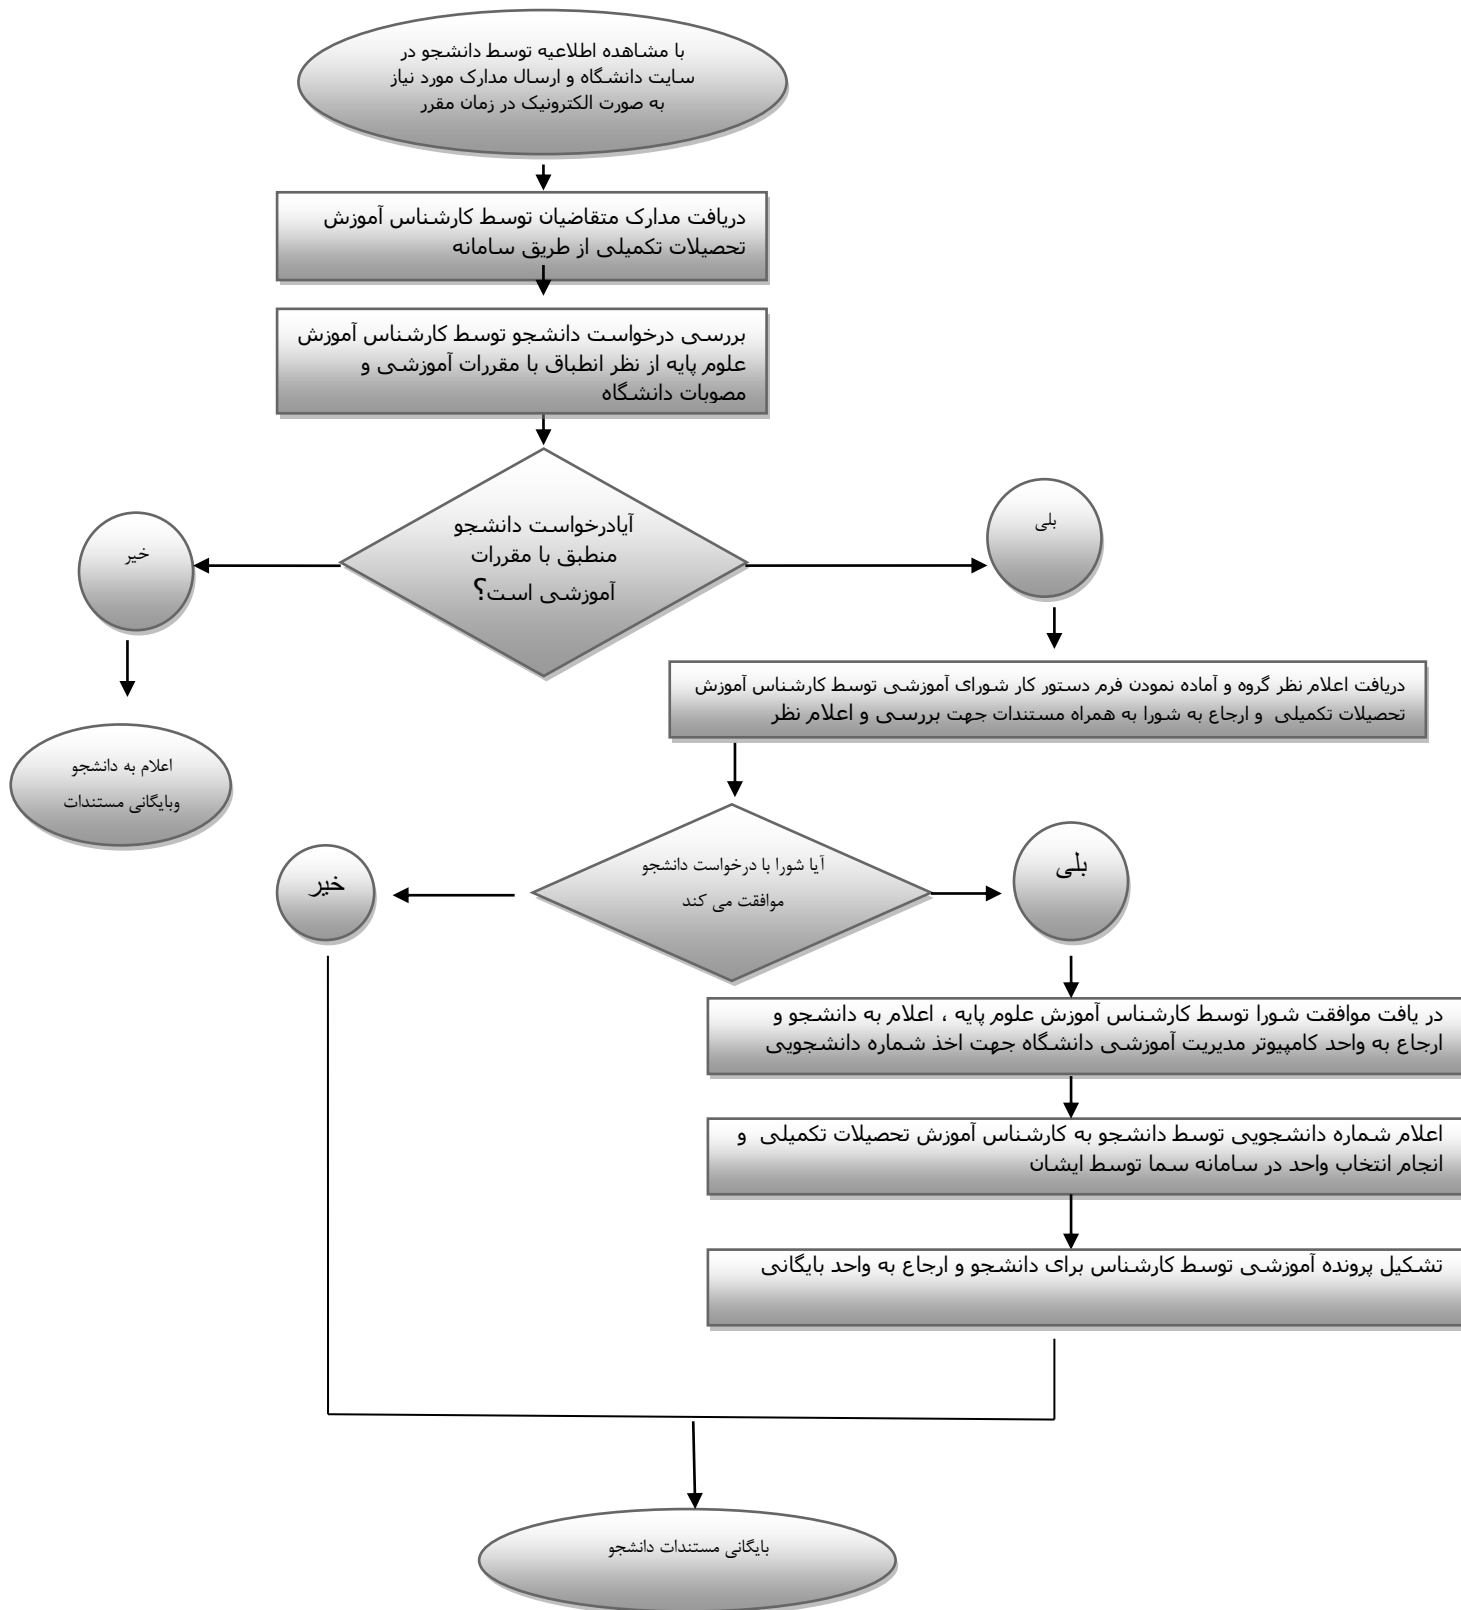 با مشاهده اطلاعیه توسط دانشجو در
سایت دانشگاه و ارسال مدارک مورد نیاز
به صورت الکترونیک در زمان مقرر
دریافت مدارک متقاضیان توسط کارشناس آموزش
تحصیلات تکمیلی از طریق سامانه
بررسی درخواست دانشجو توسط کارشناس آموزش
علوم پایه از نظر انطباق با مقررات آموزشی و
مصوبات دانشگاه
آیادرخواست دانشجو
منطبق با مقررات
آموزشی است؟
بلی
خیر
دریافت اعلام نظر گروه و آماده نمودن فرم دستور کار شورای آموزشی توسط کارشناس آموزش
تحصیلات تکمیلی و ارجاع به شورا به همراه مستندات جهت بررسی و اعلام نظر
اعلام به دانشجو
وبایگانی مستندات
آیا شورا با درخواست دانشجو
موافقت می کند
بلی
خیر
در یافت موافقت شورا توسط کارشناس آموزش علوم پایه ، اعلام به دانشجو و
ارجاع به واحد کامپیوتر مدیریت آموزشی دانشگاه جهت اخذ شماره دانشجویی
اعلام شماره دانشجویی توسط دانشجو به کارشناس آموزش تحصیلات تکمیلی و
انجام انتخاب واحد در سامانه سما توسط ایشان
تشکیل پرونده آموزشی توسط کارشناس برای دانشجو و ارجاع به واحد بایگانی
بایگانی مستندات دانشجو